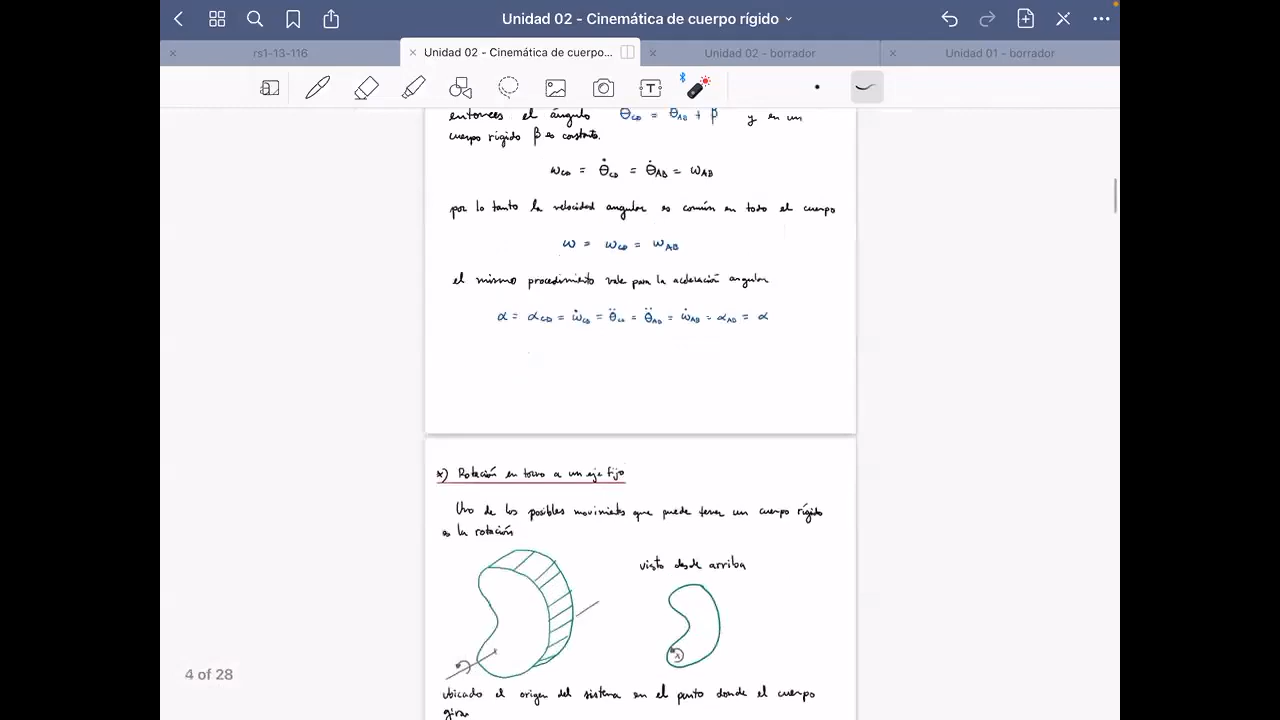 Unidad 02 - Cinemática de cuerpo rígido
rs1-13-116
Unidad 02 - Cinemática de cuerpo...
Unidad 02 - borrador
Unidad 01 - borrador
T
entonces el ángulo θCD = θAB + β y en un
cuerpo rígido β es constante.
ωCD = θ̇CD = θ̇AB = ωAB
por lo tanto la velocidad angular es común en todo el cuerpo
ω = ωCD = ωAB
el mismo procedimiento vale para la aceleración angular
α = αCD = ω̇CD = θ̈CD = θ̈AB = ω̇AB = αAB = α
*) Rotación en torno a un eje fijo
Uno de los posibles movimientos que puede tener un cuerpo rígido
es la rotación
visto desde arriba
A
ubicado el origen del sistema en el punto donde el cuerpo
gira
4 of 28